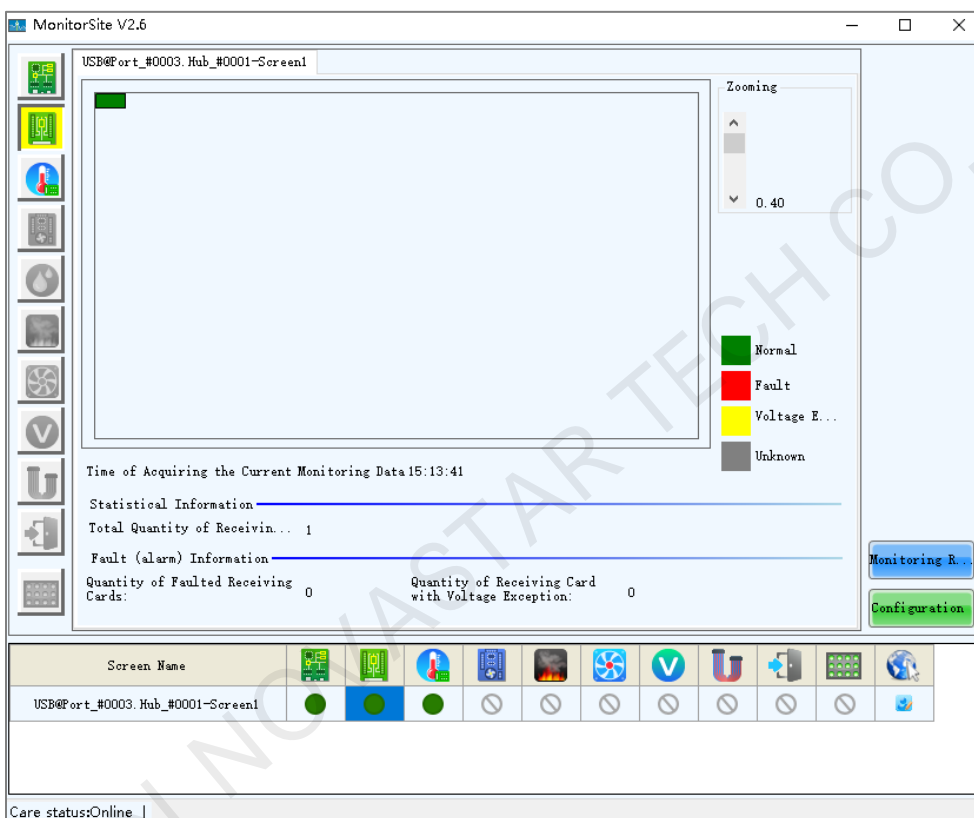 MonitorSite V2.6
USB@Port_#0003.Hub_#0001-Screen1
Zooming
0.40
Normal
Fault
Voltage E...
Unknown
Time of Acquiring the Current Monitoring Data 15:13:41
Statistical Information
Total Quantity of Receivin... 1
Fault (alarm) Information
Quantity of Faulted Receiving
Cards: 0
Quantity of Receiving Card
with Voltage Exception: 0
Monitoring R...
Configuration
Screen Name
USB@Port_#0003.Hub_#0001-Screen1
Care status:Online |
NOVASTAR TECH CO.,